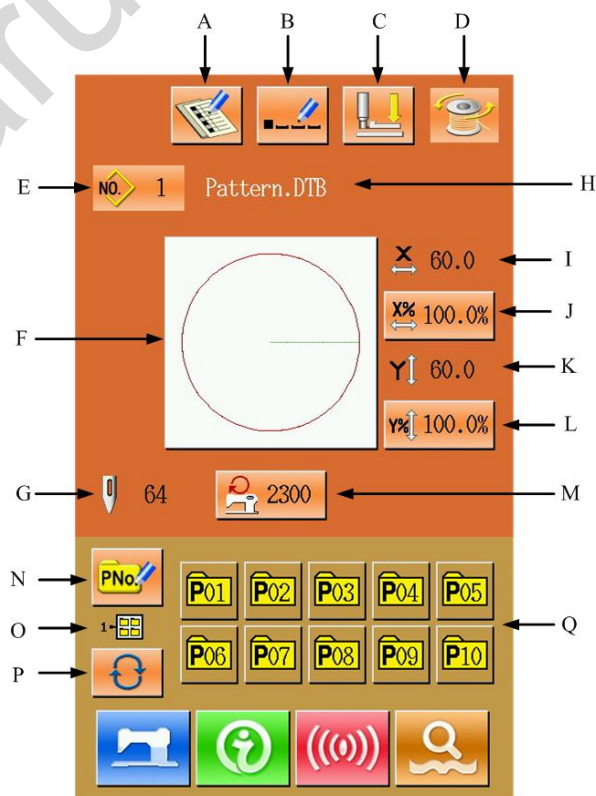 A B C D
E NO. 1 Pattern.DTB H
X 60.0 I
X% 100.0% J
F
Y 60.0 K
Y% 100.0% L
G 64 2300 M
N PNo.
P01 P02 P03 P04 P05
O 1- Q
P P06 P07 P08 P09 P10